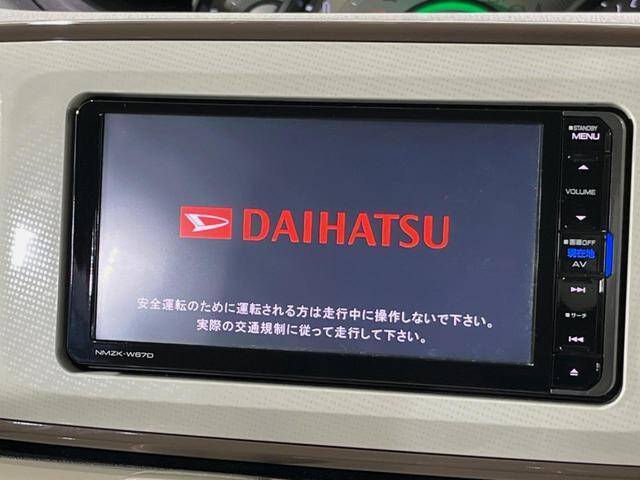 ■STANDBY
MENU
VOLUME
■画面OFF
現在地
AV
■サーチ
DAIHATSU
安全運転のために運転される方は走行中に操作しないで下さい。
実際の交通規制に従って走行して下さい。
NMZK-W67D